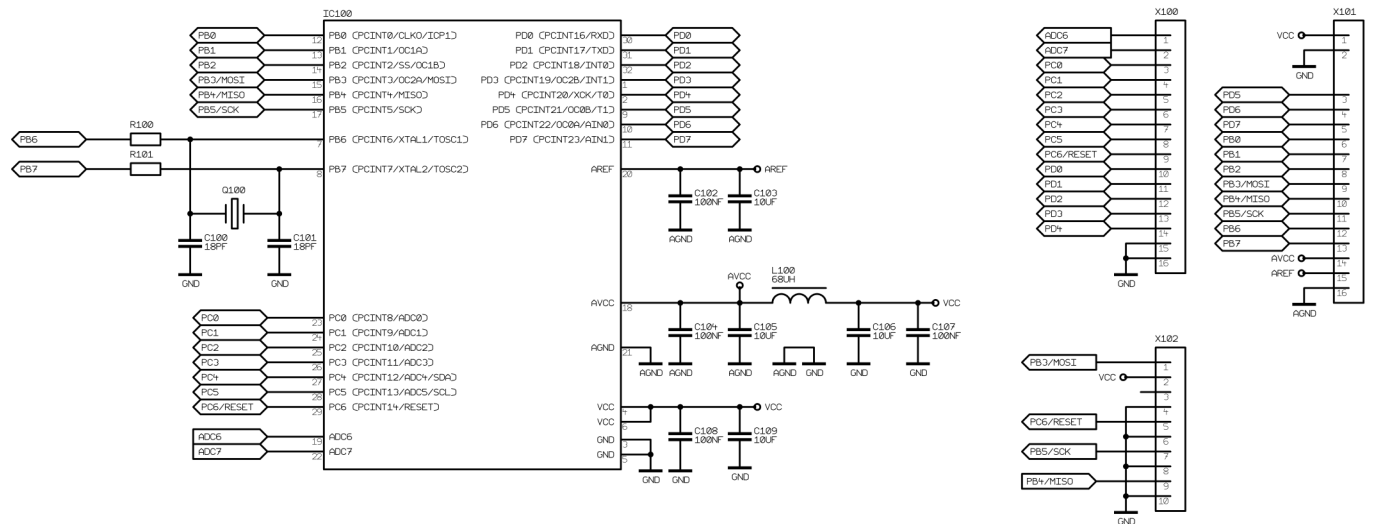 IC100
PB0 12 PB0 (PCINT0/CLKO/ICP1)
PB1 13 PB1 (PCINT1/OC1A)
PB2 14 PB2 (PCINT2/SS/OC1B)
PB3/MOSI 15 PB3 (PCINT3/OC2A/MOSI)
PB4/MISO 16 PB4 (PCINT4/MISO)
PB5/SCK 17 PB5 (PCINT5/SCK)
PB6 R100 7 PB6 (PCINT6/XTAL1/TOSC1)
PB7 R101 8 PB7 (PCINT7/XTAL2/TOSC2)
Q100
C100 18PF
C101 18PF
GND
GND
PC0 23 PC0 (PCINT8/ADC0)
PC1 24 PC1 (PCINT9/ADC1)
PC2 25 PC2 (PCINT10/ADC2)
PC3 26 PC3 (PCINT11/ADC3)
PC4 27 PC4 (PCINT12/ADC4/SDA)
PC5 28 PC5 (PCINT13/ADC5/SCL)
PC6/RESET 29 PC6 (PCINT14/RESET)
ADC6 19 ADC6
ADC7 22 ADC7
PD0 (PCINT16/RXD) 30 PD0
PD1 (PCINT17/TXD) 31 PD1
PD2 (PCINT18/INT0) 32 PD2
PD3 (PCINT19/OC2B/INT1) 1 PD3
PD4 (PCINT20/XCK/T0) 2 PD4
PD5 (PCINT21/OC0B/T1) 9 PD5
PD6 (PCINT22/OC0A/AIN0) 10 PD6
PD7 (PCINT23/AIN1) 11 PD7
AREF 20 AREF
C102 100NF
C103 10UF
AGND
AGND
AVCC
L100
68UH
AVCC 18 VCC
C104 100NF
C105 10UF
C106 10UF
C107 100NF
AGND 21
AGND AGND AGND AGND GND GND GND
VCC 4 VCC
VCC 6
C108 100NF
C109 10UF
GND 3
GND 5
GND GND GND
X100
ADC6 1
ADC7 2
PC0 3
PC1 4
PC2 5
PC3 6
PC4 7
PC5 8
PC6/RESET 9
PD0 10
PD1 11
PD2 12
PD3 13
PD4 14
15
16
GND
X101
VCC 1
2
GND
PD5 3
PD6 4
PD7 5
PB0 6
PB1 7
PB2 8
PB3/MOSI 9
PB4/MISO 10
PB5/SCK 11
PB6 12
PB7 13
AVCC 14
AREF 15
16
AGND
X102
PB3/MOSI 1
VCC 2
3
4
PC6/RESET 5
6
PB5/SCK 7
8
PB4/MISO 9
10
GND